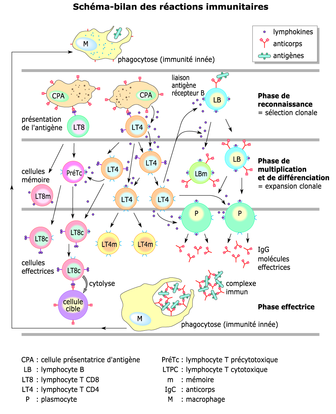 Schéma-bilan des réactions immunitaires
lymphokines
anticorps
antigènes
M
phagocytose (immunité innée)
CPA
CPA
liaison
antigène
récepteur B
LB
Phase de
reconnaissance
= sélection clonale
présentation
de l'antigène
LT8
LT4
cellules
mémoire
PréTc
LT4
LT4
LBm
LB
Phase de
multiplication
et de différenciation
= expansion clonale
LT8m
LT4
LT4
P
P
LT8c
LT8c
LT4m
LT4m
IgG
molécules
effectrices
cellules
effectrices
LT8c
cytolyse
complexe
immun
cellule
cible
M
Phase effectrice
phagocytose (immunité innée)
CPA : cellule présentatrice d'antigène
LB : lymphocyte B
LT8 : lymphocyte T CD8
LT4 : lymphocyte T CD4
P : plasmocyte
PréTc : lymphocyte T précytotoxique
LTPC : lymphocyte T cytotoxique
m : mémoire
IgC : anticorps
M : macrophage